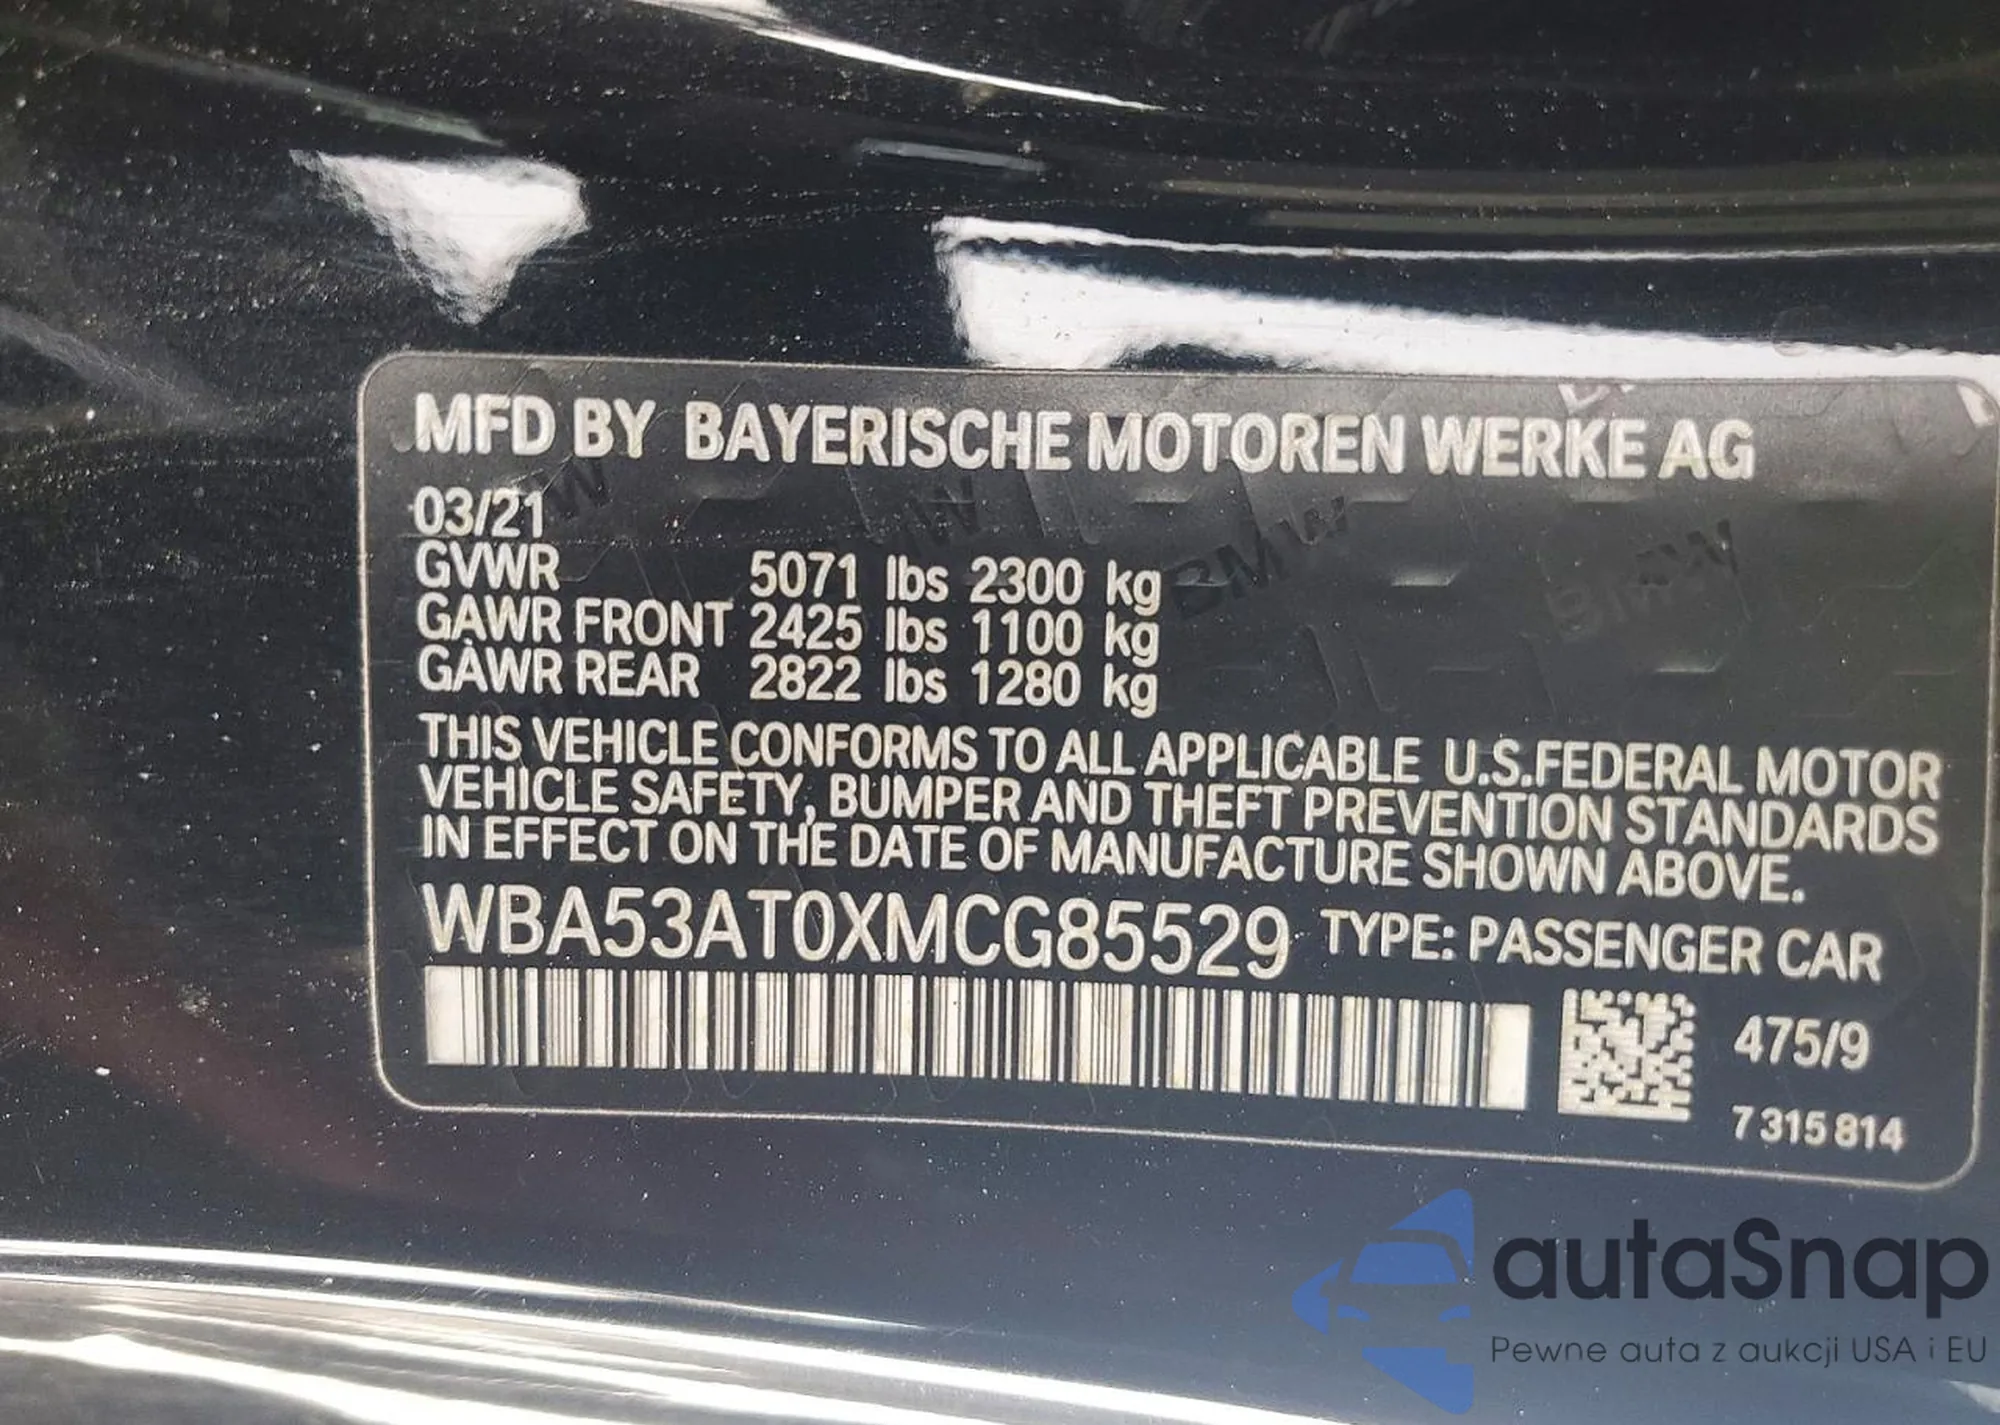 MFD BY BAYERISCHE MOTOREN WERKE AG
03/21
GVWR 5071 lbs 2300 kg
GAWR FRONT 2425 lbs 1100 kg
GAWR REAR 2822 lbs 1280 kg
THIS VEHICLE CONFORMS TO ALL APPLICABLE U.S.FEDERAL MOTOR
VEHICLE SAFETY, BUMPER AND THEFT PREVENTION STANDARDS
IN EFFECT ON THE DATE OF MANUFACTURE SHOWN ABOVE.
WBA53AT0XMCG85529 TYPE: PASSENGER CAR
475/9
7 315 814
autaSnap
Pewne auta z aukcji USA i EU